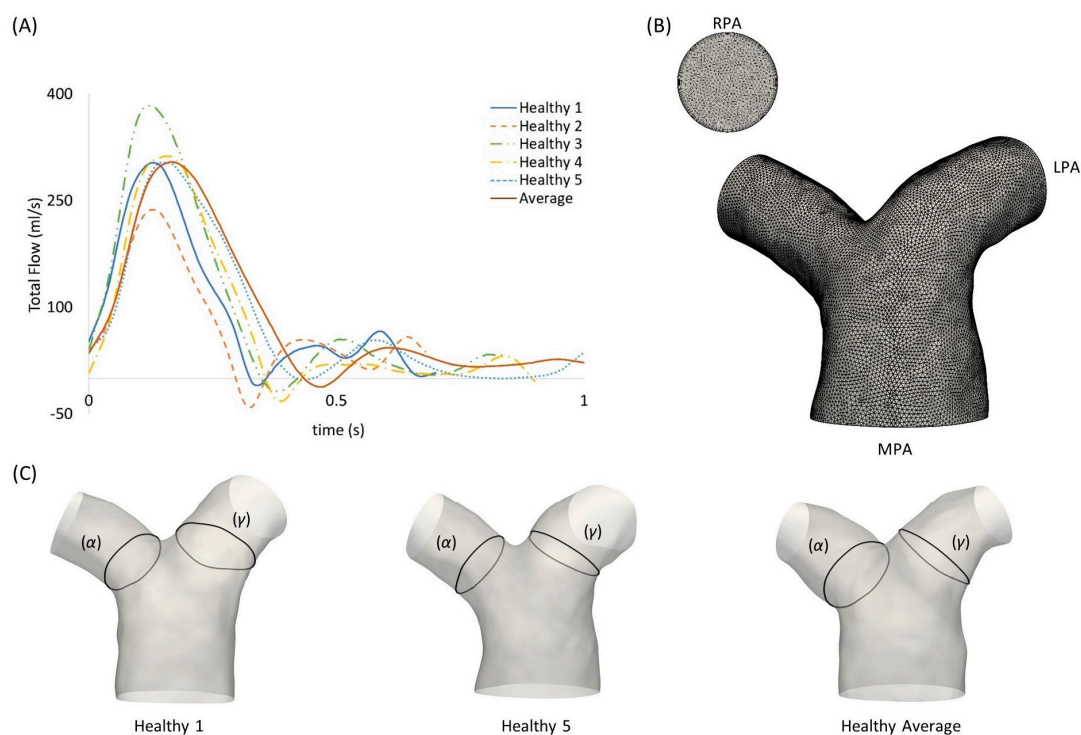 (A)
400
250
100
-50
0
0.5
1
Total Flow (ml/s)
time (s)
Healthy 1
Healthy 2
Healthy 3
Healthy 4
Healthy 5
Average
(B)
RPA
LPA
MPA
(C)
(α)
(γ)
Healthy 1
(α)
(γ)
Healthy 5
(α)
(γ)
Healthy Average